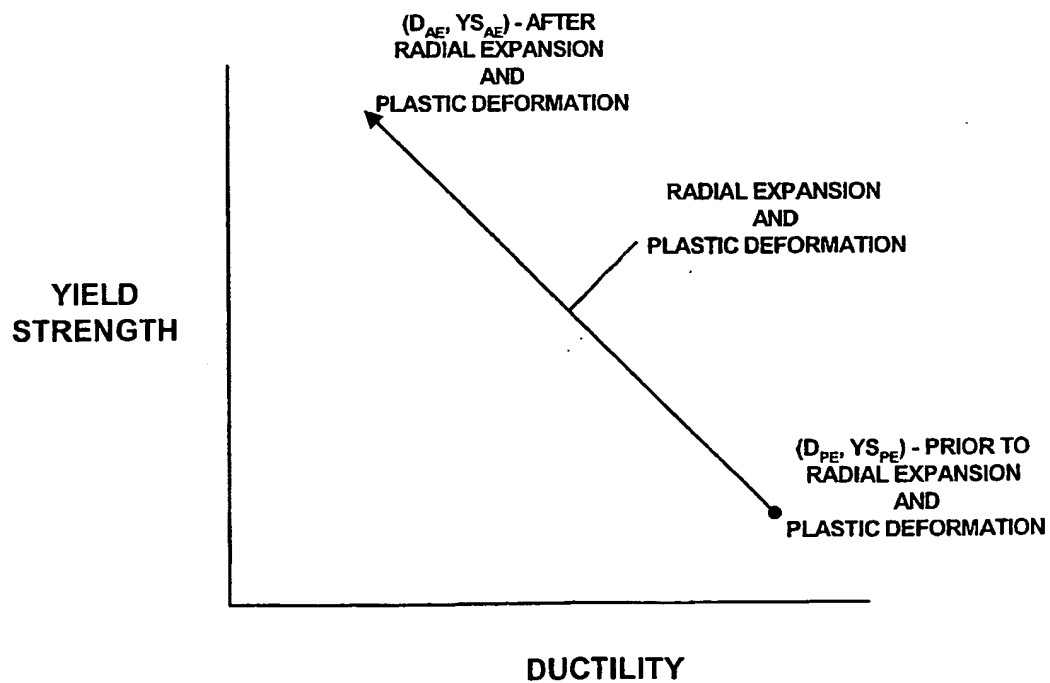 (D_AE, YS_AE) - AFTER
RADIAL EXPANSION
AND
PLASTIC DEFORMATION
RADIAL EXPANSION
AND
PLASTIC DEFORMATION
YIELD
STRENGTH
(D_PE, YS_PE) - PRIOR TO
RADIAL EXPANSION
AND
PLASTIC DEFORMATION
DUCTILITY